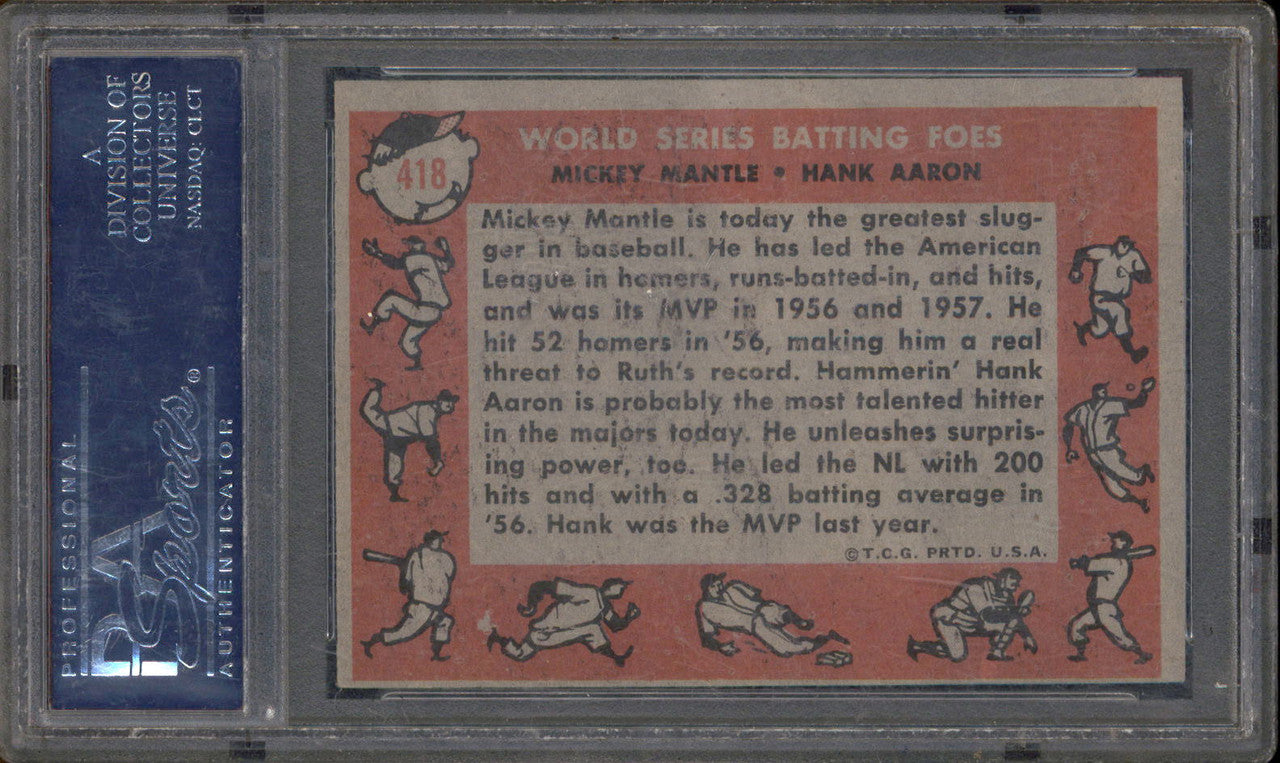 A
DIVISION OF
COLLECTORS
UNIVERSE
NASDAQ: CLCT
PROFESSIONAL
PSA
Sports®
AUTHENTICATOR
418
WORLD SERIES BATTING FOES
MICKEY MANTLE • HANK AARON
Mickey Mantle is today the greatest slug-
ger in baseball. He has led the American
League in homers, runs-batted-in, and hits,
and was its MVP in 1956 and 1957. He
hit 52 homers in '56, making him a real
threat to Ruth's record. Hammerin' Hank
Aaron is probably the most talented hitter
in the majors today. He unleashes surpris-
ing power, too. He led the NL with 200
hits and with a .328 batting average in
'56. Hank was the MVP last year.
©T.C.G. PRTD. U.S.A.